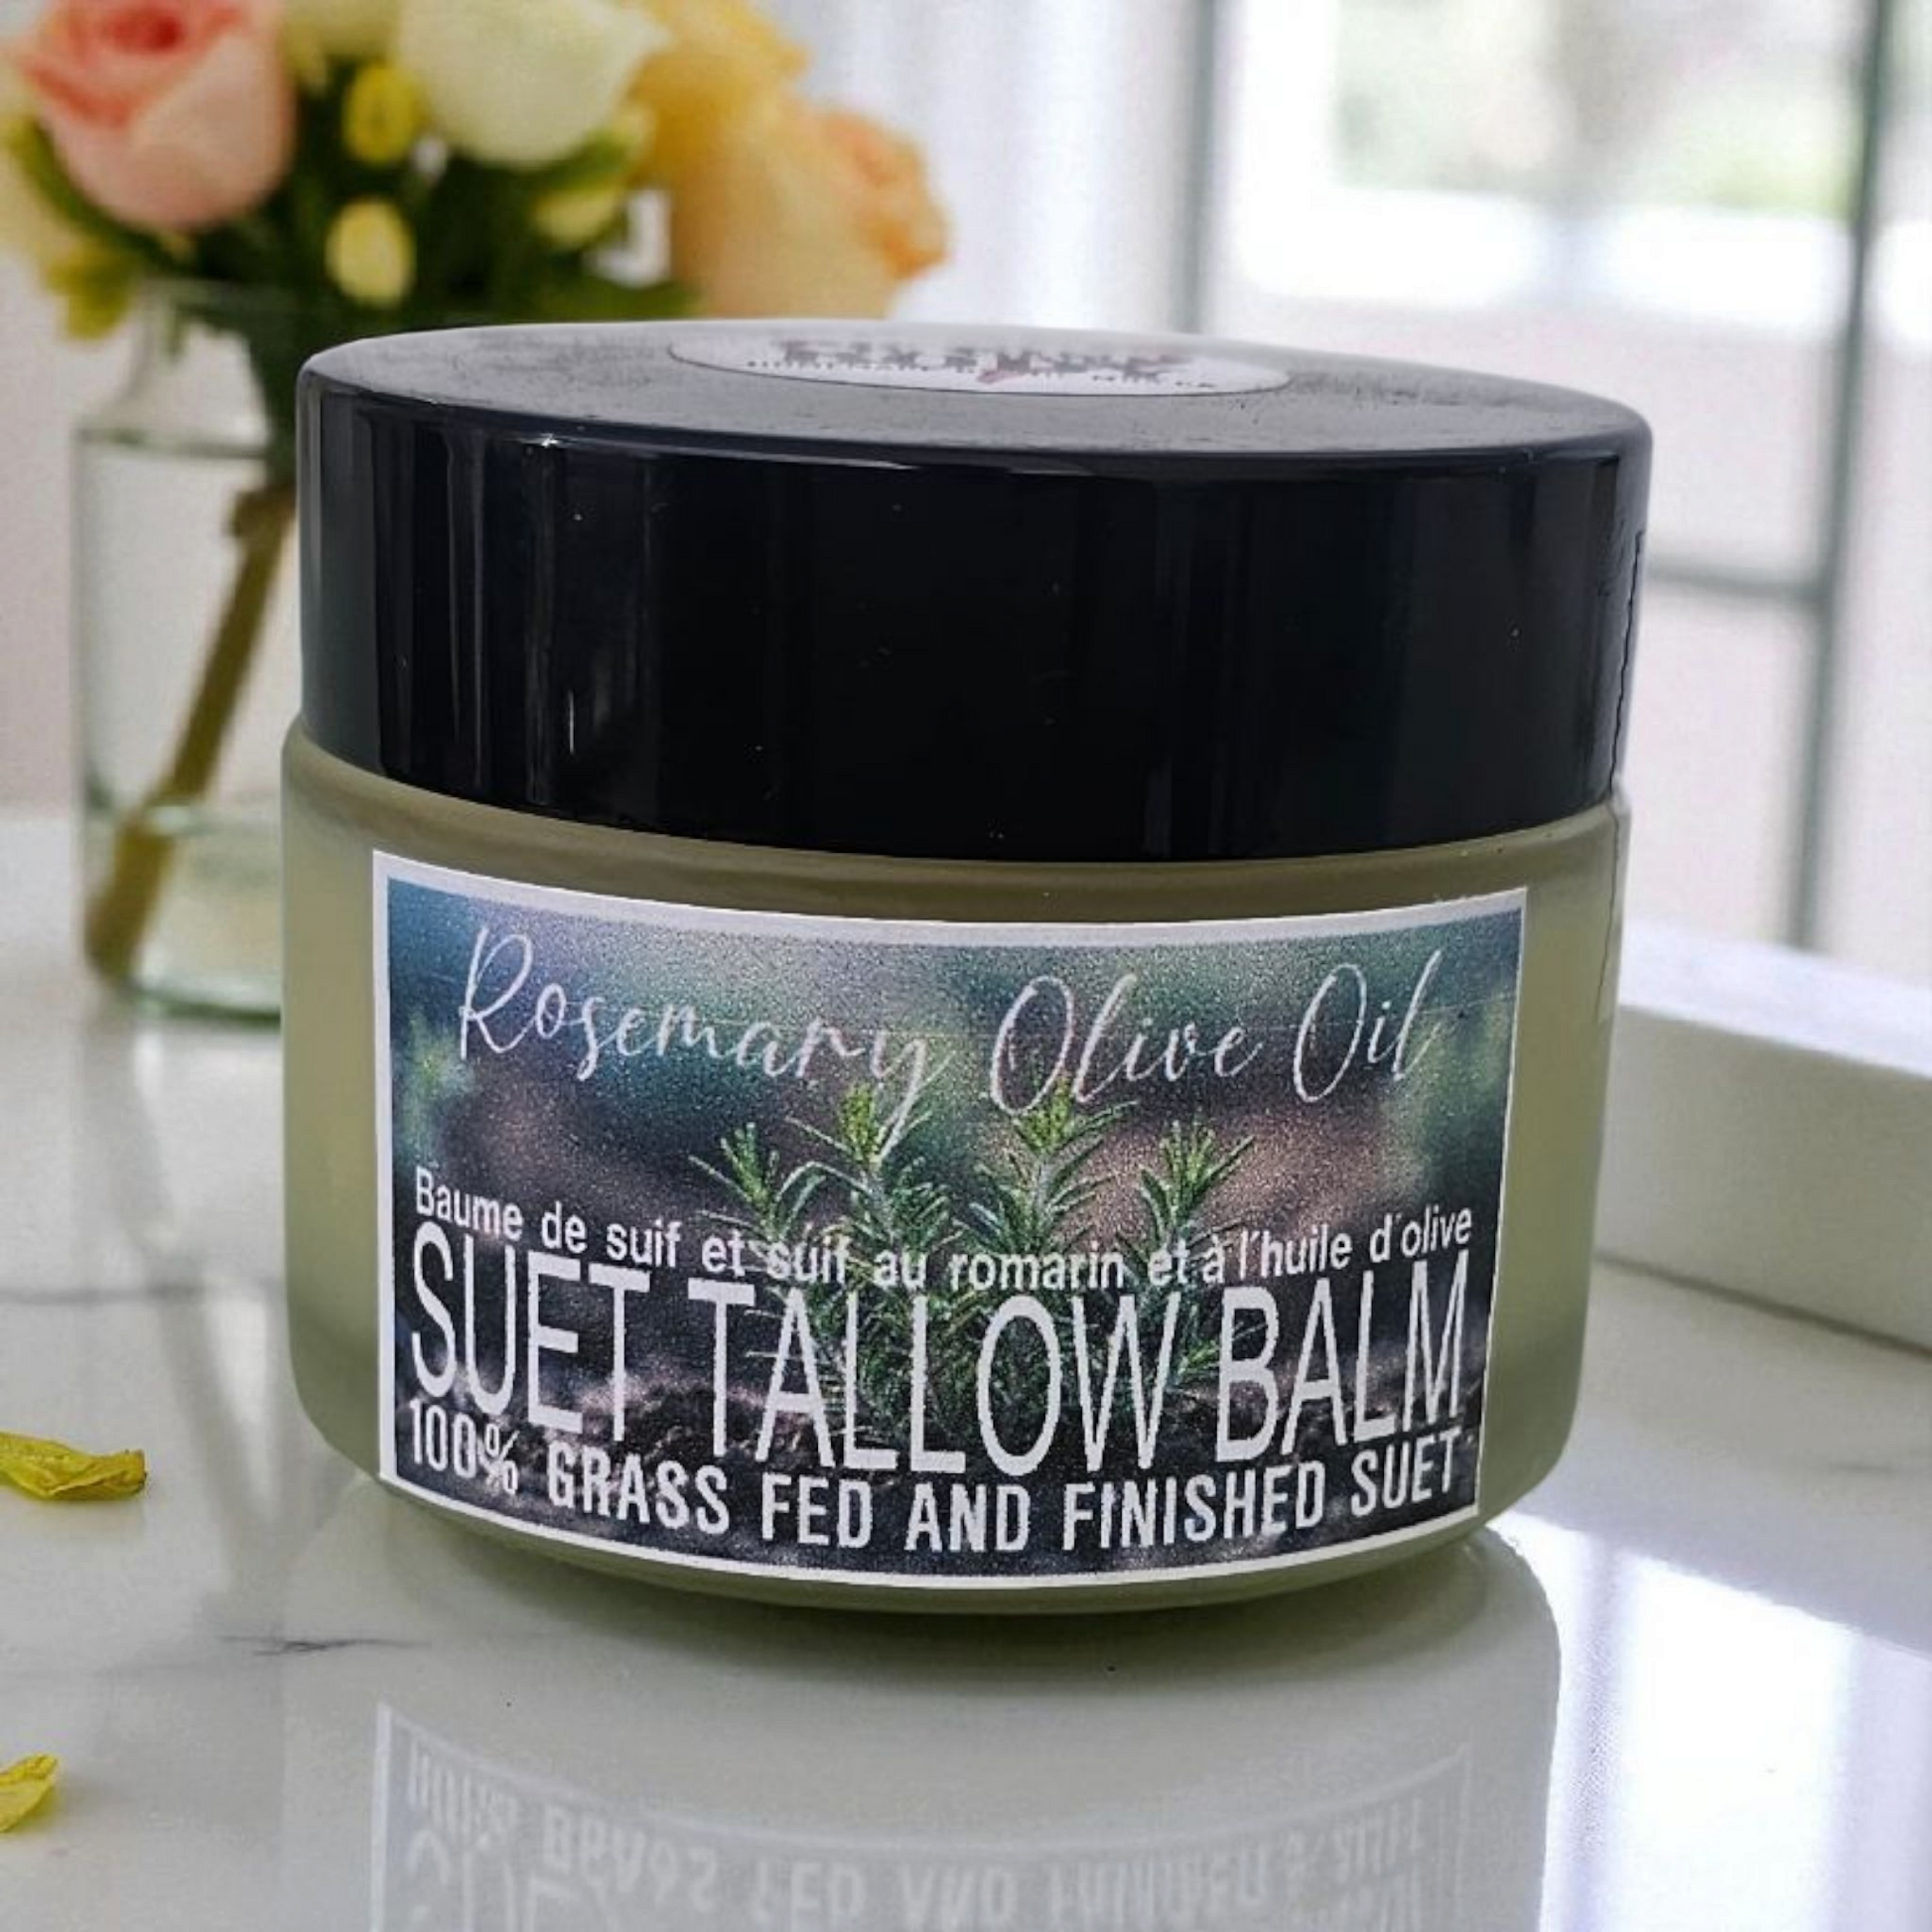 Rosemary Olive Oil
Baume de suif et suif au romarin et à l'huile d'olive
SUET TALLOW BALM
100% GRASS FED AND FINISHED SUET